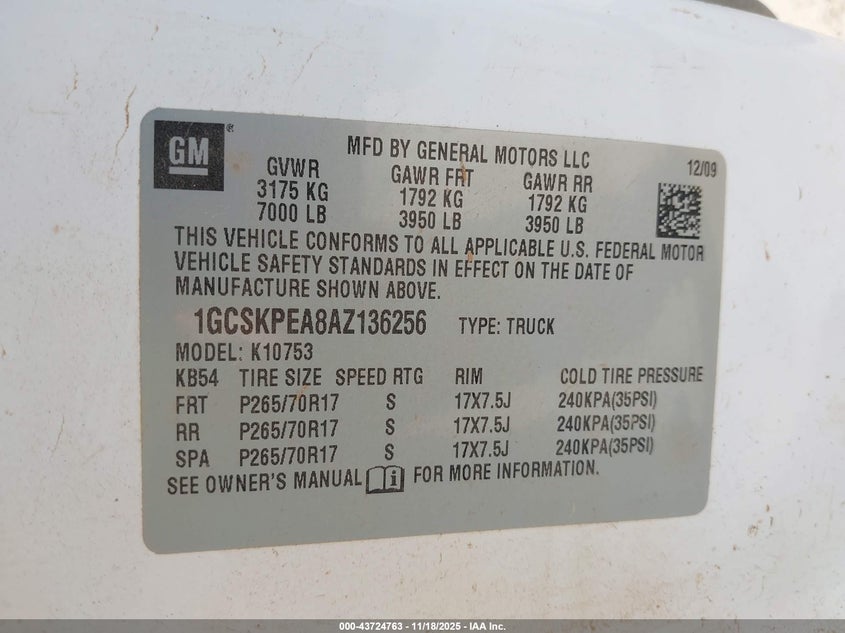 GM®
MFD BY GENERAL MOTORS LLC
12/09
GVWR GAWR FRT GAWR RR
3175 KG 1792 KG 1792 KG
7000 LB 3950 LB 3950 LB
THIS VEHICLE CONFORMS TO ALL APPLICABLE U.S. FEDERAL MOTOR
VEHICLE SAFETY STANDARDS IN EFFECT ON THE DATE OF
MANUFACTURE SHOWN ABOVE.
1GCSKPEA8AZ136256 TYPE: TRUCK
MODEL: K10753
KB54 TIRE SIZE SPEED RTG RIM COLD TIRE PRESSURE
FRT P265/70R17 S 17X7.5J 240KPA(35PSI)
RR P265/70R17 S 17X7.5J 240KPA(35PSI)
SPA P265/70R17 S 17X7.5J 240KPA(35PSI)
SEE OWNER'S MANUAL i FOR MORE INFORMATION.
000-43724763 - 11/18/2025 - IAA Inc.